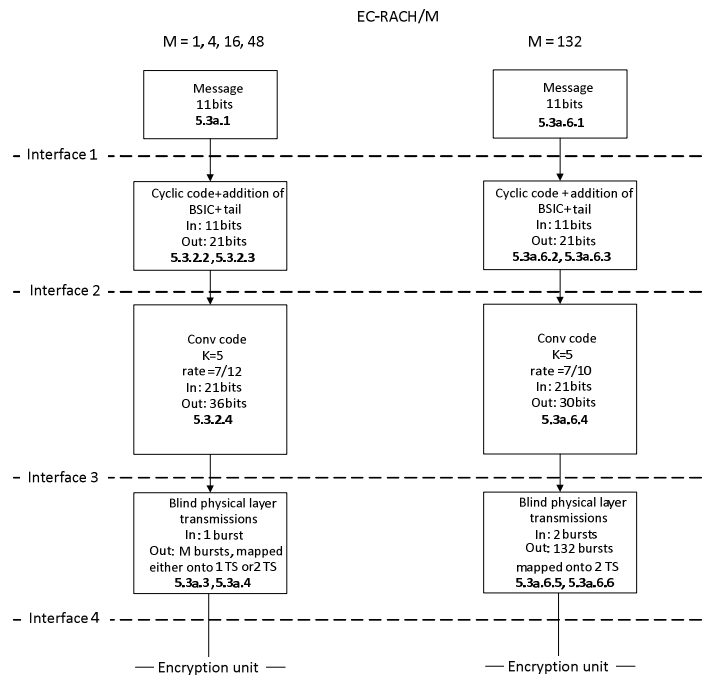 EC-RACH/M
M = 1, 4, 16, 48
M = 132
Message
11bits
5.3a.1
Message
11bits
5.3a.6.1
Interface 1
Cyclic code+addition of
BSIC+ tail
In: 11bits
Out: 21bits
5.3.2.2, 5.3.2.3
Cyclic code + addition of
BSIC+ tail
In: 11bits
Out: 21bits
5.3a.6.2, 5.3a.6.3
Interface 2
Conv code
K=5
rate =7/12
In: 21bits
Out: 36bits
5.3.2.4
Conv code
K=5
rate =7/10
In: 21bits
Out: 30bits
5.3a.6.4
Interface 3
Blind physical layer
transmissions
In: 1 burst
Out: M bursts, mapped
either onto 1 TS or 2 TS
5.3a.3, 5.3a.4
Blind physical layer
transmissions
In: 2 bursts
Out: 132 bursts
mapped onto 2 TS
5.3a.6.5, 5.3a.6.6
Interface 4
Encryption unit
Encryption unit